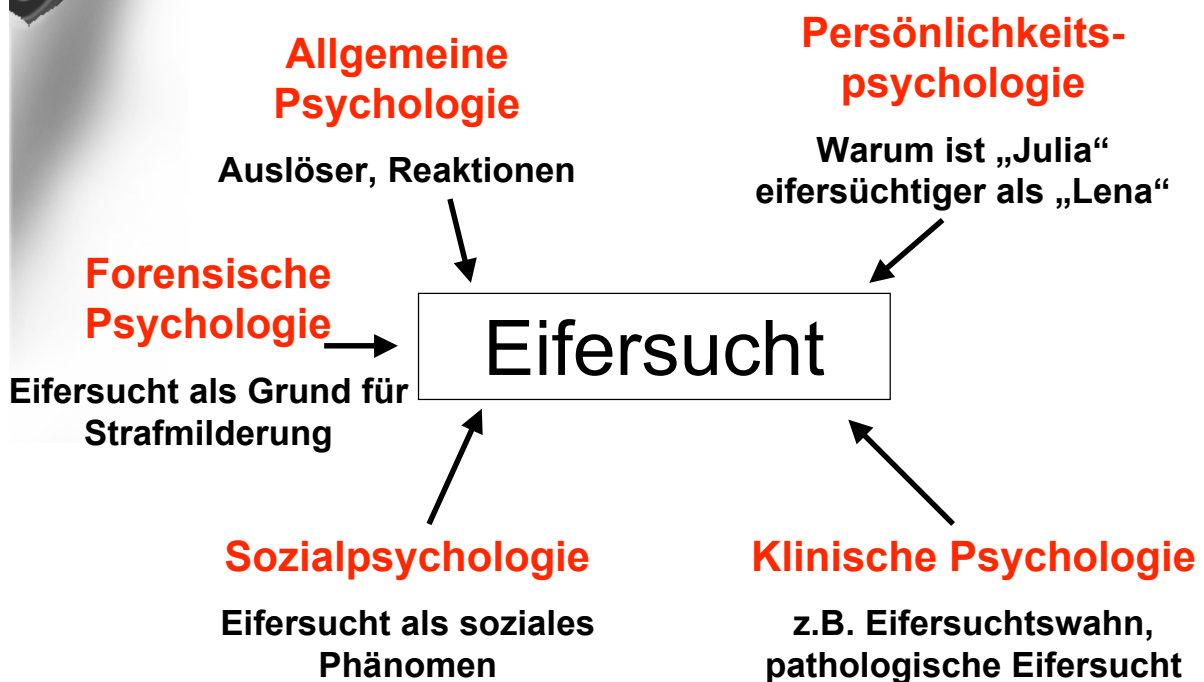 Allgemeine
Psychologie
Auslöser, Reaktionen
Persönlichkeits-
psychologie
Warum ist „Julia“
eifersüchtiger als „Lena“
Forensische
Psychologie
Eifersucht als Grund für
Strafmilderung
Eifersucht
Sozialpsychologie
Eifersucht als soziales
Phänomen
Klinische Psychologie
z.B. Eifersuchtswahn,
pathologische Eifersucht